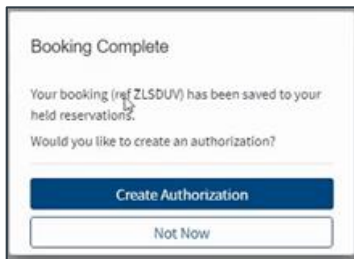 Booking Complete
Your booking (ref ZLSDUV) has been saved to your
held reservations.
Would you like to create an authorization?
Create Authorization
Not Now